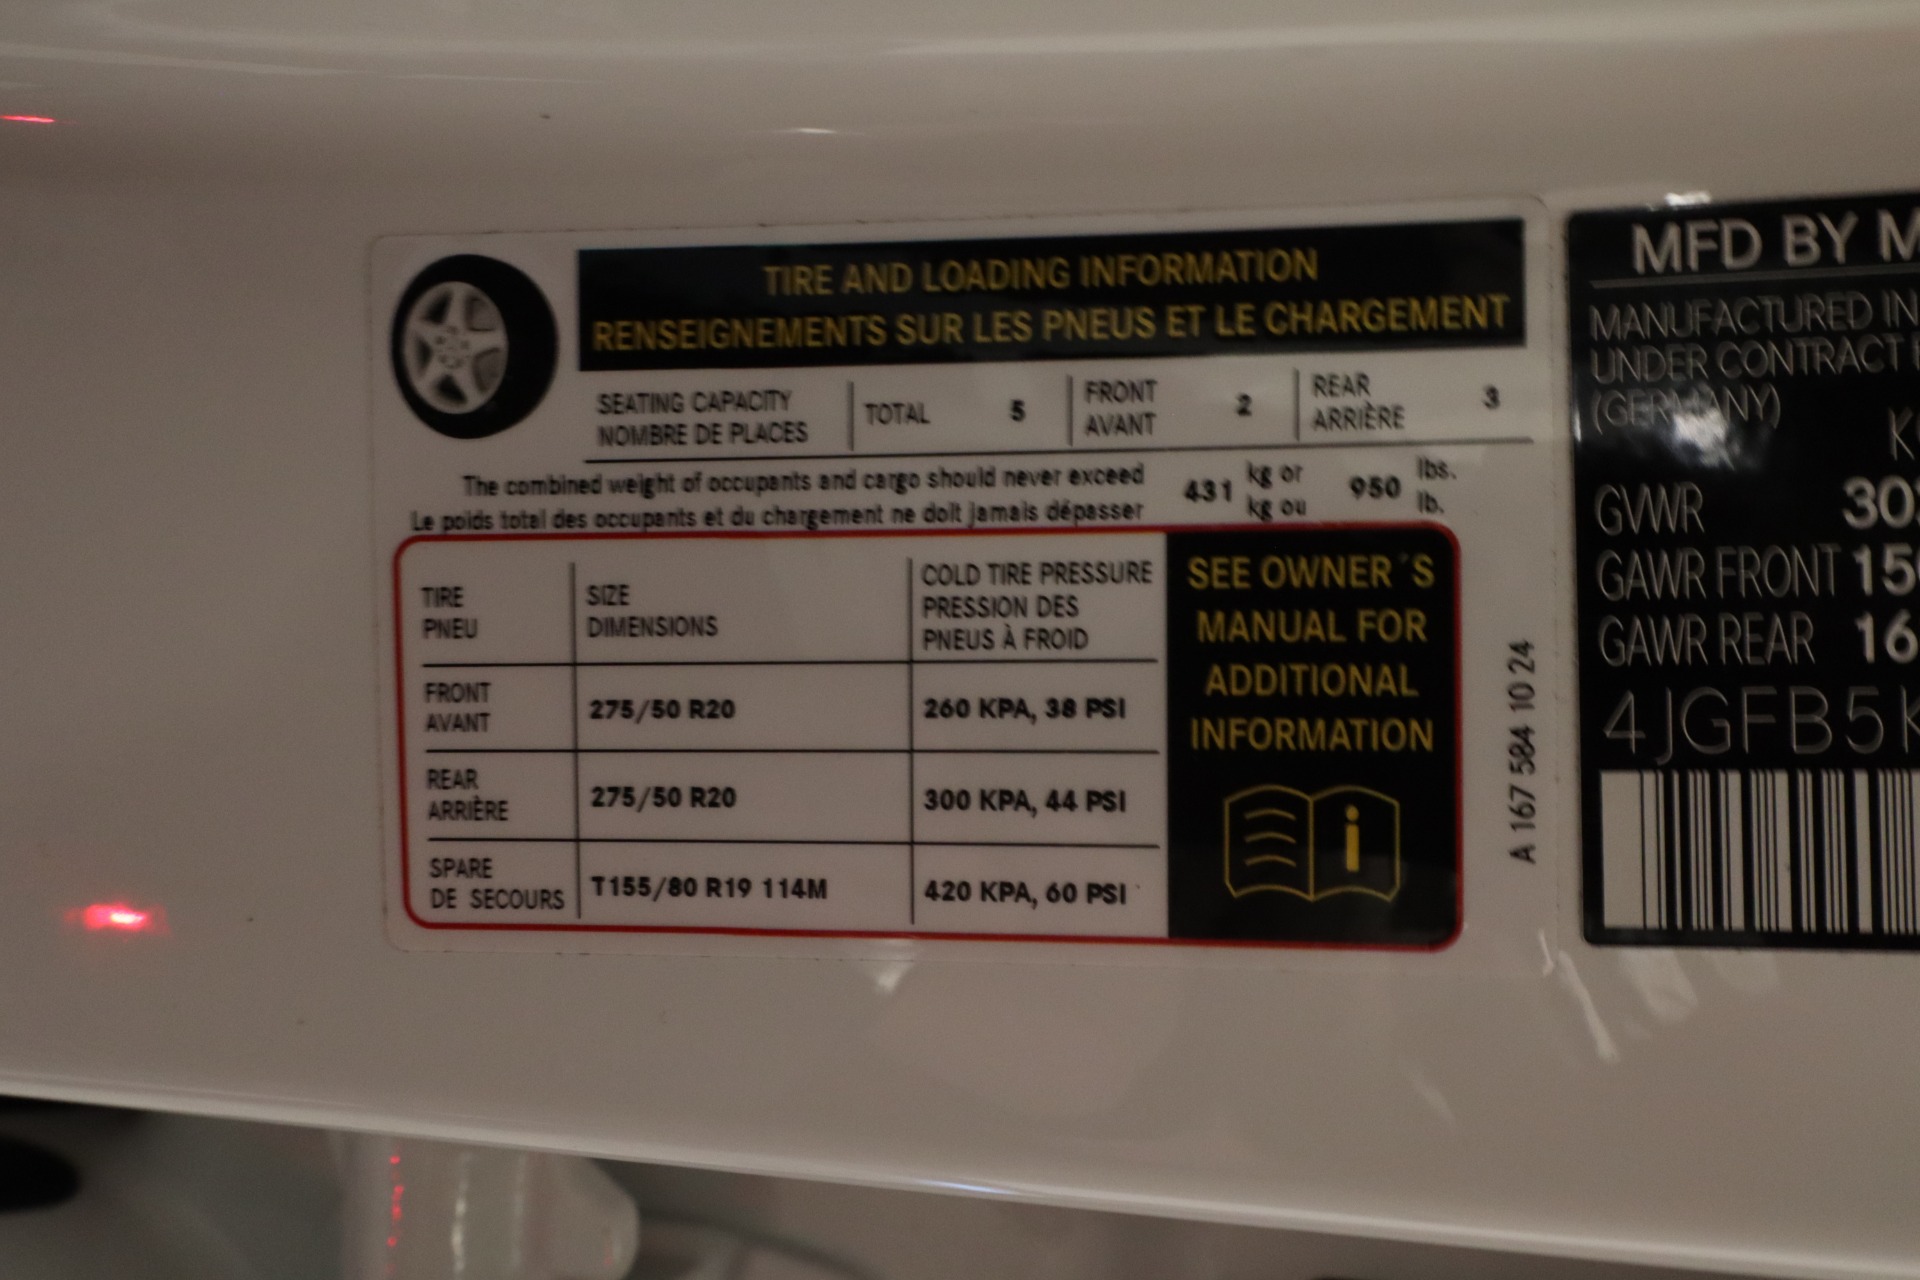 TIRE AND LOADING INFORMATION
RENSEIGNEMENTS SUR LES PNEUS ET LE CHARGEMENT
SEATING CAPACITY
NOMBRE DE PLACES
TOTAL 5
FRONT
AVANT
2
REAR
ARRIÈRE
3
The combined weight of occupants and cargo should never exceed
Le poids total des occupants et du chargement ne doit jamais dépasser
431
kg or
kg ou
950
lbs.
lb.
TIRE
PNEU
SIZE
DIMENSIONS
COLD TIRE PRESSURE
PRESSION DES
PNEUS À FROID
FRONT
AVANT
275/50 R20
260 KPA, 38 PSI
REAR
ARRIÈRE
275/50 R20
300 KPA, 44 PSI
SPARE
DE SECOURS
T155/80 R19 114M
420 KPA, 60 PSI
SEE OWNER´S
MANUAL FOR
ADDITIONAL
INFORMATION
i
A 167 584 10 24
MFD BY
MANUFACTURED IN
UNDER CONTRACT
(GERMANY)
GVWR
GAWR FRONT
GAWR REAR
4JGFB5K